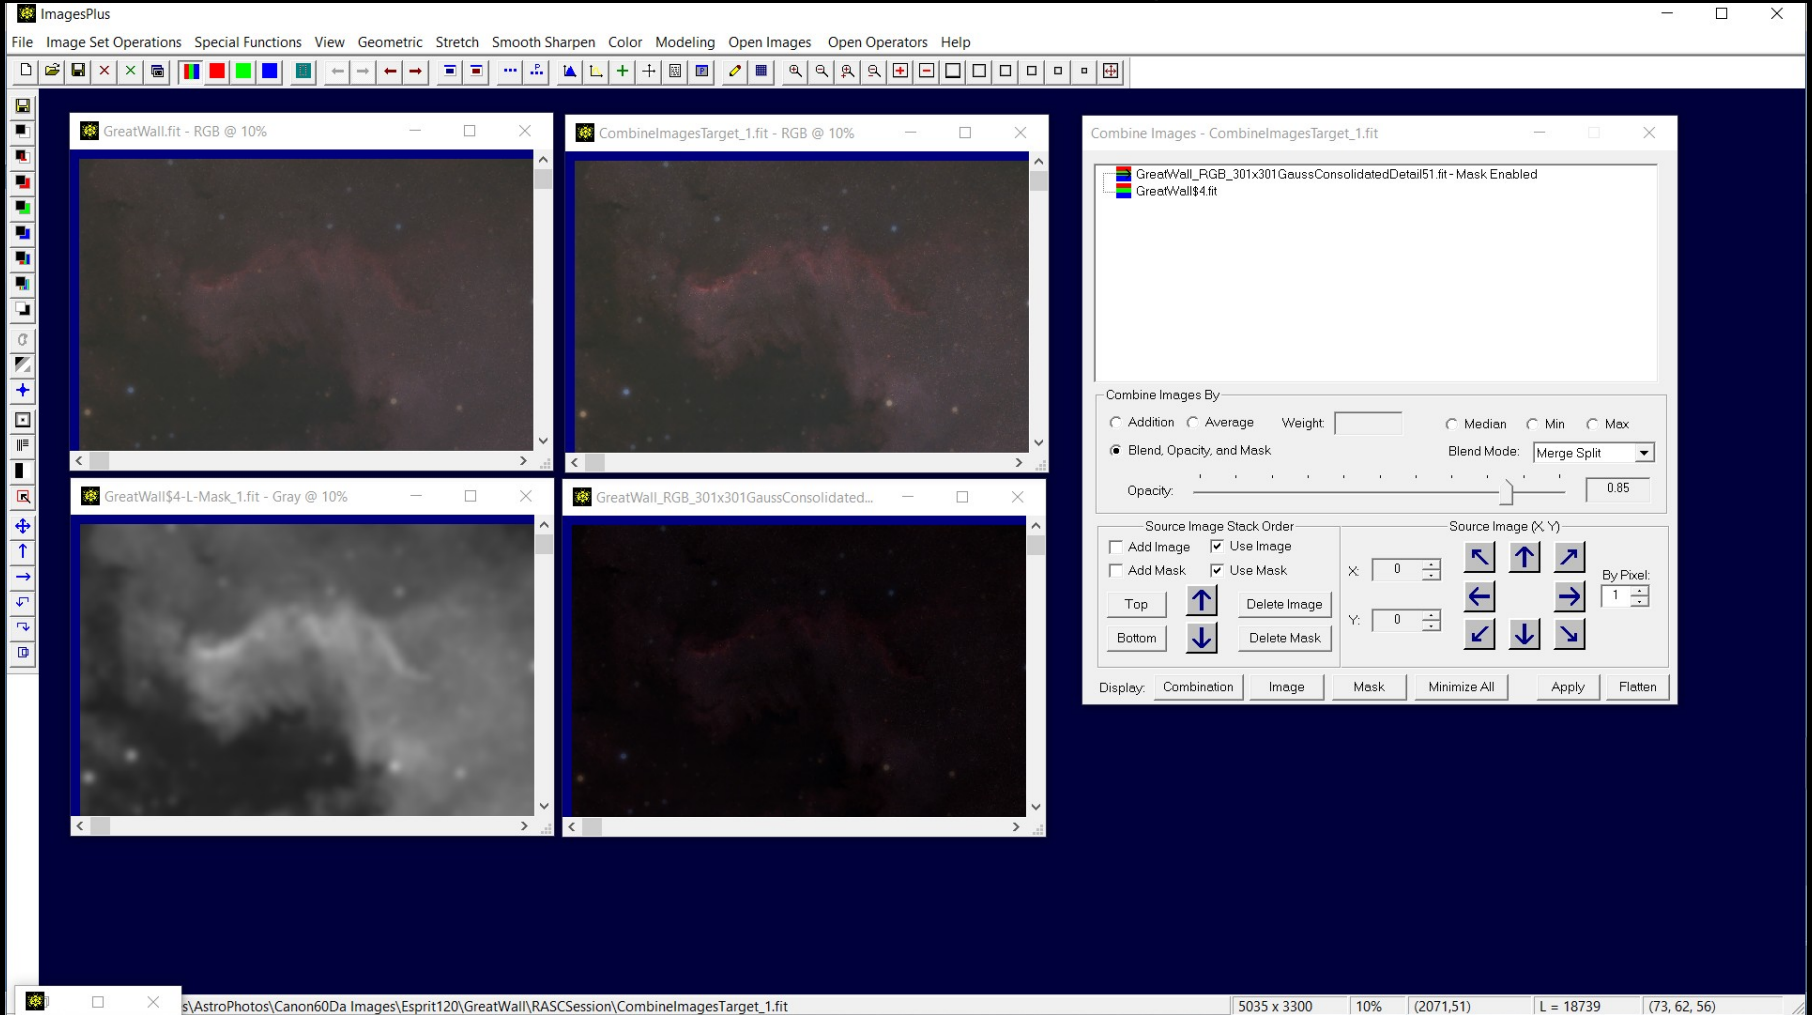 ImagesPlus
File Image Set Operations Special Functions View Geometric Stretch Smooth Sharpen Color Modeling Open Images Open Operators Help
GreatWall.fit - RGB @ 10%
CombineImagesTarget_1.fit - RGB @ 10%
GreatWall$4-L-Mask_1.fit - Gray @ 10%
GreatWall_RGB_301x301GaussConsolidated...
Combine Images - CombineImagesTarget_1.fit
GreatWall_RGB_301x301GaussConsolidatedDetail51.fit - Mask Enabled
GreatWall$4.fit
Combine Images By
Addition Average Weight: Median Min Max
Blend, Opacity, and Mask Blend Mode: Merge Split
Opacity: 0.85
Source Image Stack Order
Add Image Use Image
Add Mask Use Mask
Top Delete Image
Bottom Delete Mask
Source Image (X, Y)
X: 0
By Pixel:
1
Y: 0
Display: Combination Image Mask Minimize All Apply Flatten
s\AstroPhotos\Canon60Da Images\Esprit120\GreatWall\RASCSession\CombineImagesTarget_1.fit
5035 x 3300 10% (2071,51) L = 18739 (73, 62, 56)